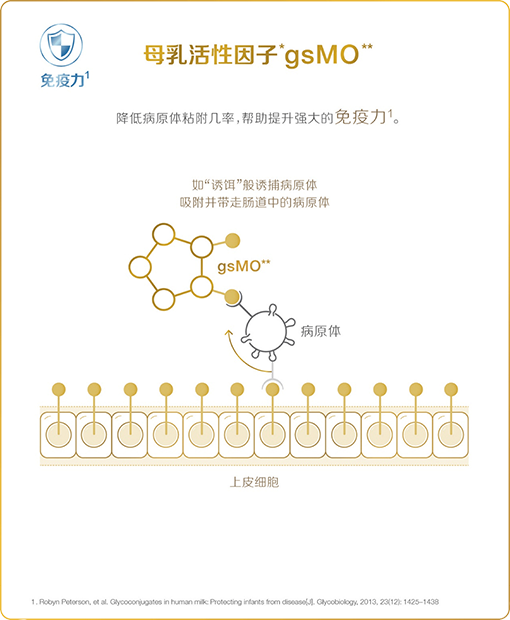 免疫力1
母乳活性因子*gsMO**
降低病原体粘附几率,帮助提升强大的免疫力1。
如“诱饵”般诱捕病原体
吸附并带走肠道中的病原体
gsMO**
病原体
上皮细胞
1. Robyn Peterson, et al. Glycoconjugates in human milk: Protecting infants from disease[J]. Glycobiology, 2013, 23(12): 1425-1438